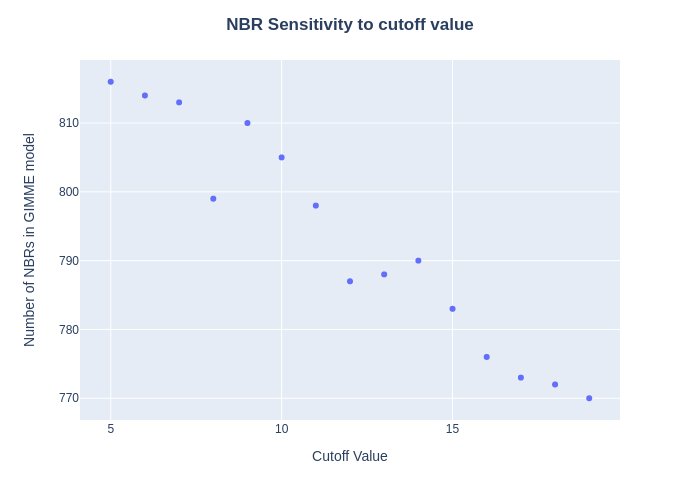 NBR Sensitivity to cutoff value
Number of NBRs in GIMME model
810
800
790
780
770
5
10
15
Cutoff Value